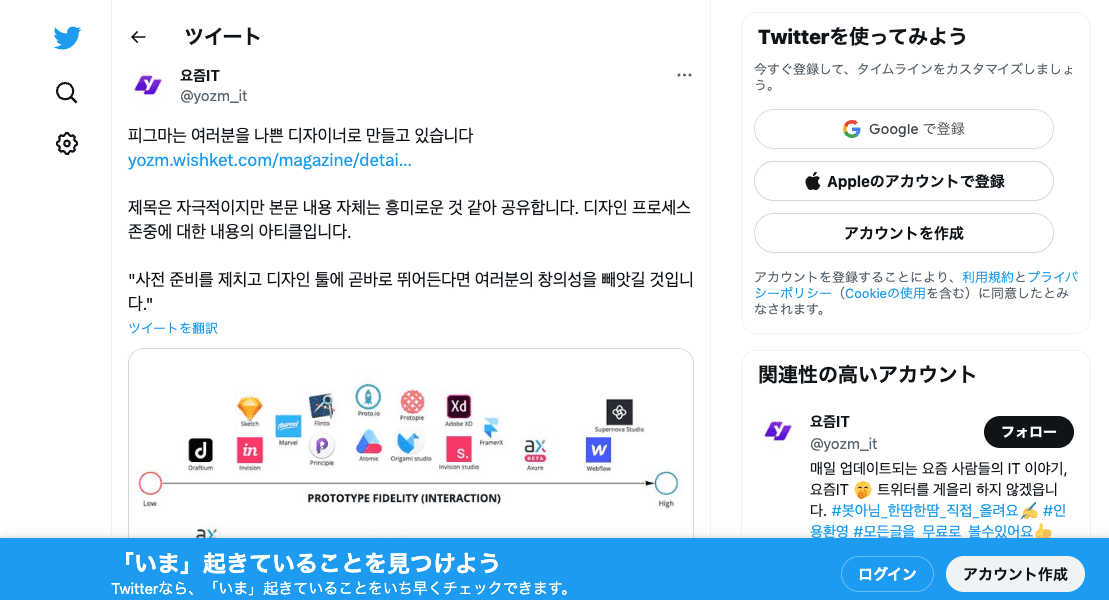 ツイート
요즘IT
@yozm_it
피그마는 여러분을 나쁜 디자이너로 만들고 있습니다
yozm.wishket.com/magazine/detai...
제목은 자극적이지만 본문 내용 자체는 흥미로운 것 같아 공유합니다. 디자인 프로세스
존중에 대한 내용의 아티클입니다.
"사전 준비를 제치고 디자인 툴에 곧바로 뛰어든다면 여러분의 창의성을 빼앗길 것입니
다."
ツイートを翻訳
Sketch
Marvel
Flinto
Proto.io
Protopie
Xd
Adobe XD
FramerX
Supernova Studio
d
Draftium
in
Invision
P
Principle
Atomic
Origami studio
S.
Invision studio
ax
BETA
Axure
W
Webflow
Low
PROTOTYPE FIDELITY (INTERACTION)
High
ax
Twitterを使ってみよう
今すぐ登録して、タイムラインをカスタマイズしましょ
う。
Google で登録
Appleのアカウントで登録
アカウントを作成
アカウントを登録することにより、利用規約とプライバ
シーポリシー（Cookieの使用を含む）に同意したとみ
なされます。
関連性の高いアカウント
요즘IT
@yozm_it
フォロー
매일 업데이트되는 요즘 사람들의 IT 이야기,
요즘IT 🤭 트위터를 게을리 하지 않겠읍니
다. #봇아님_한땀한땀_직접_올려요✍️ #인
용환영 #모든글을_무료로_볼수있어요👍
「いま」起きていることを見つけよう
Twitterなら、「いま」起きていることをいち早くチェックできます。
ログイン
アカウント作成